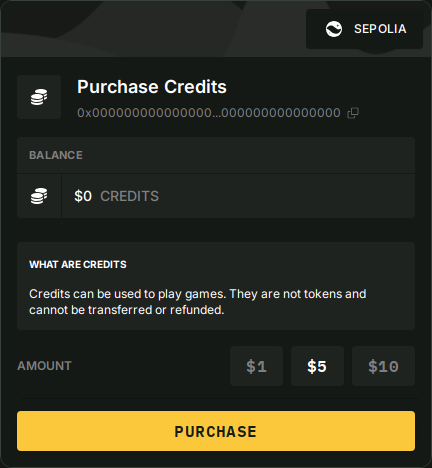 SEPOLIA
Purchase Credits
0x000000000000000...000000000000000
BALANCE
$0 CREDITS
WHAT ARE CREDITS
Credits can be used to play games. They are not tokens and
cannot be transferred or refunded.
AMOUNT $1 $5 $10
PURCHASE